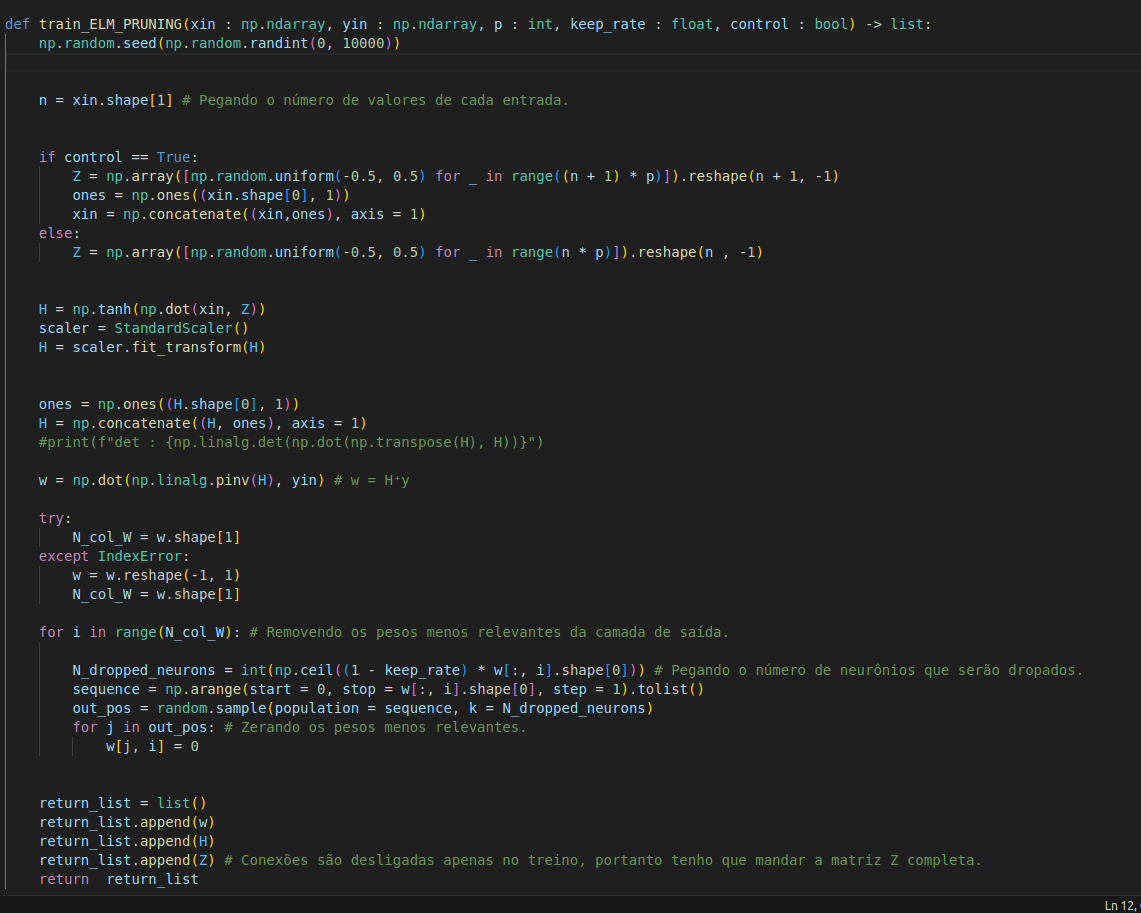 def train_ELM_PRUNING(xin : np.ndarray, yin : np.ndarray, p : int, keep_rate : float, control : bool) -> list:
    np.random.seed(np.random.randint(0, 10000))
    n = xin.shape[1] # Pegando o número de valores de cada entrada.
    if control == True:
        Z = np.array([np.random.uniform(-0.5, 0.5) for _ in range((n + 1) * p)]).reshape(n + 1, -1)
        ones = np.ones((xin.shape[0], 1))
        xin = np.concatenate((xin,ones), axis = 1)
    else:
        Z = np.array([np.random.uniform(-0.5, 0.5) for _ in range(n * p)]).reshape(n , -1)
    H = np.tanh(np.dot(xin, Z))
    scaler = StandardScaler()
    H = scaler.fit_transform(H)
    ones = np.ones((H.shape[0], 1))
    H = np.concatenate((H, ones), axis = 1)
    #print(f"det : {np.linalg.det(np.dot(np.transpose(H), H))}")
    w = np.dot(np.linalg.pinv(H), yin) # w = H⁺y
    try:
        N_col_W = w.shape[1]
    except IndexError:
        w = w.reshape(-1, 1)
        N_col_W = w.shape[1]
    for i in range(N_col_W): # Removendo os pesos menos relevantes da camada de saída.
        N_dropped_neurons = int(np.ceil((1 - keep_rate) * w[:, i].shape[0])) # Pegando o número de neurônios que serão dropados.
        sequence = np.arange(start = 0, stop = w[:, i].shape[0], step = 1).tolist()
        out_pos = random.sample(population = sequence, k = N_dropped_neurons)
        for j in out_pos: # Zerando os pesos menos relevantes.
            w[j, i] = 0
    return_list = list()
    return_list.append(w)
    return_list.append(H)
    return_list.append(Z) # Conexões são desligadas apenas no treino, portanto tenho que mandar a matriz Z completa.
    return  return_list
Ln 12,